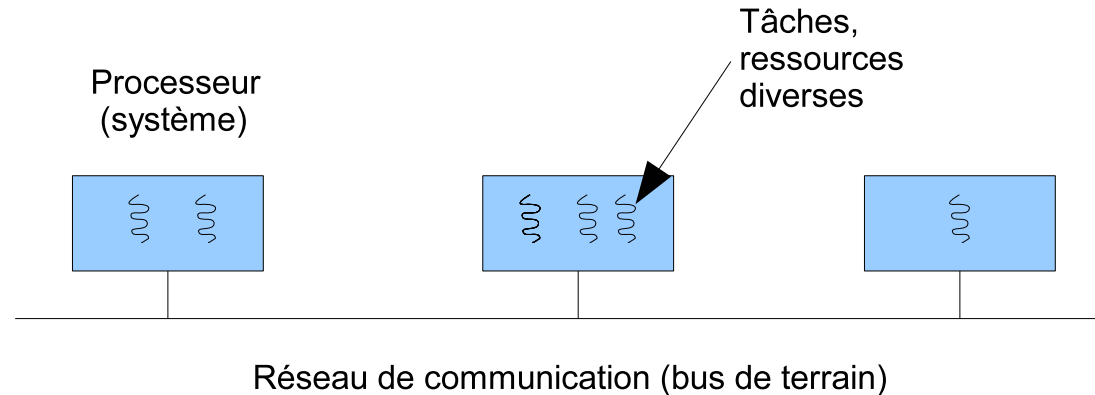 Tâches,
ressources
diverses
Processeur
(système)
Réseau de communication (bus de terrain)